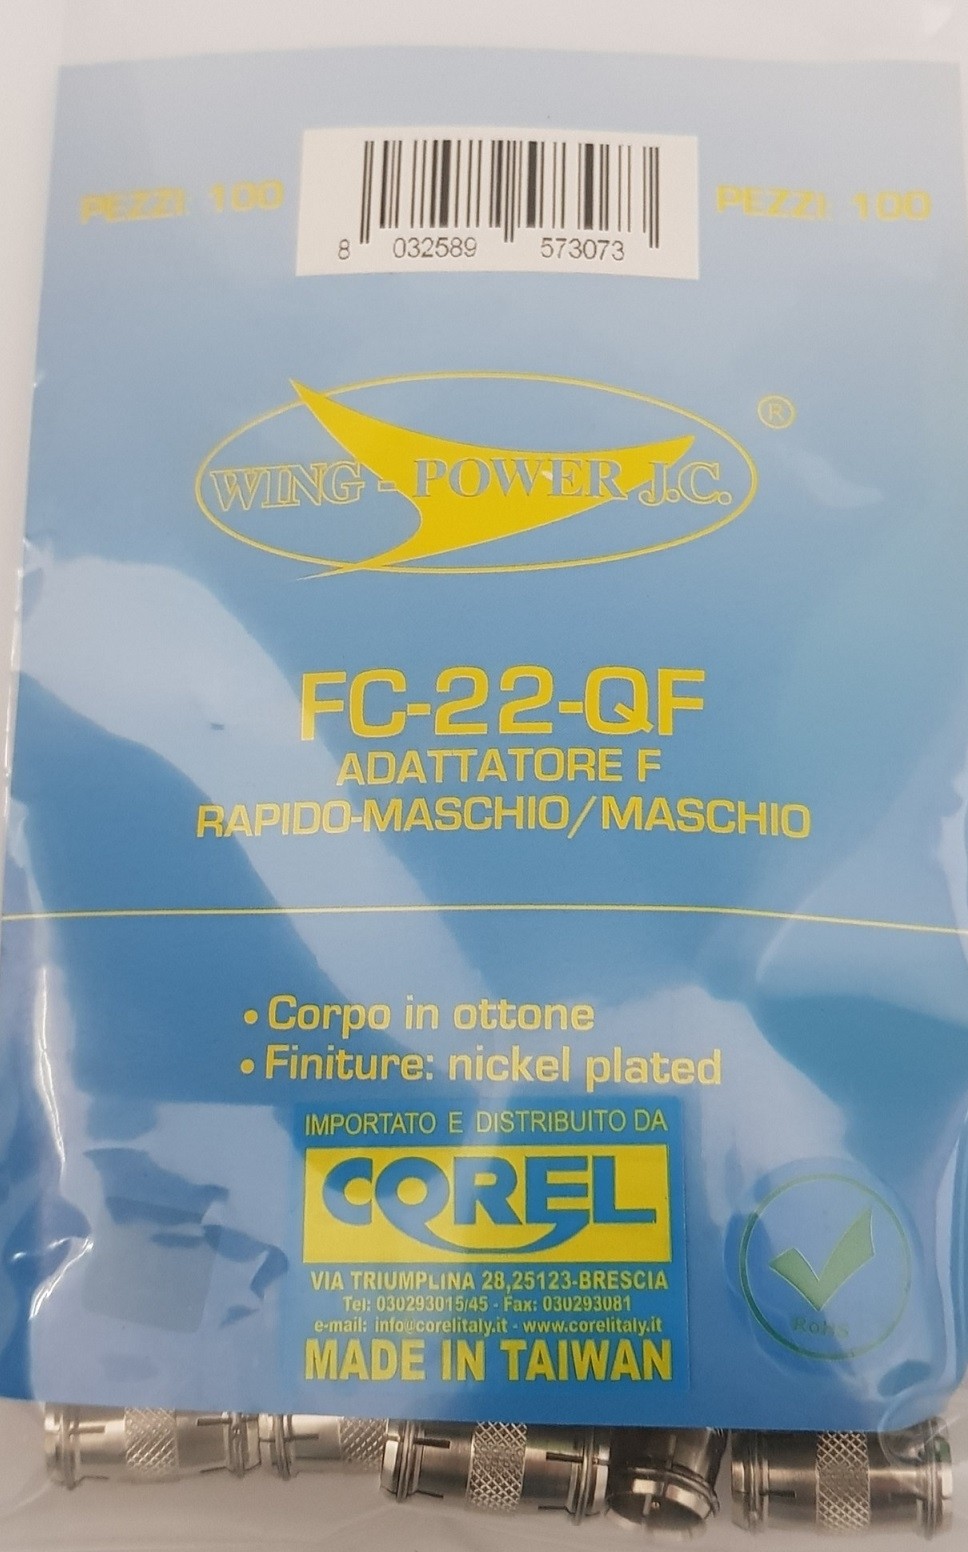 PEZZI: 100
PEZZI: 100
8 032589 573073
WING - POWER J.C.
®
FC-22-QF
ADATTATORE F
RAPIDO-MASCHIO/MASCHIO
• Corpo in ottone
• Finiture: nickel plated
IMPORTATO E DISTRIBUITO DA
COREL
VIA TRIUMPLINA 28,25123-BRESCIA
Tel: 030293015/45 - Fax: 030293081
e-mail: info@corelitaly.it - www.corelitaly.it
MADE IN TAIWAN
RoHS